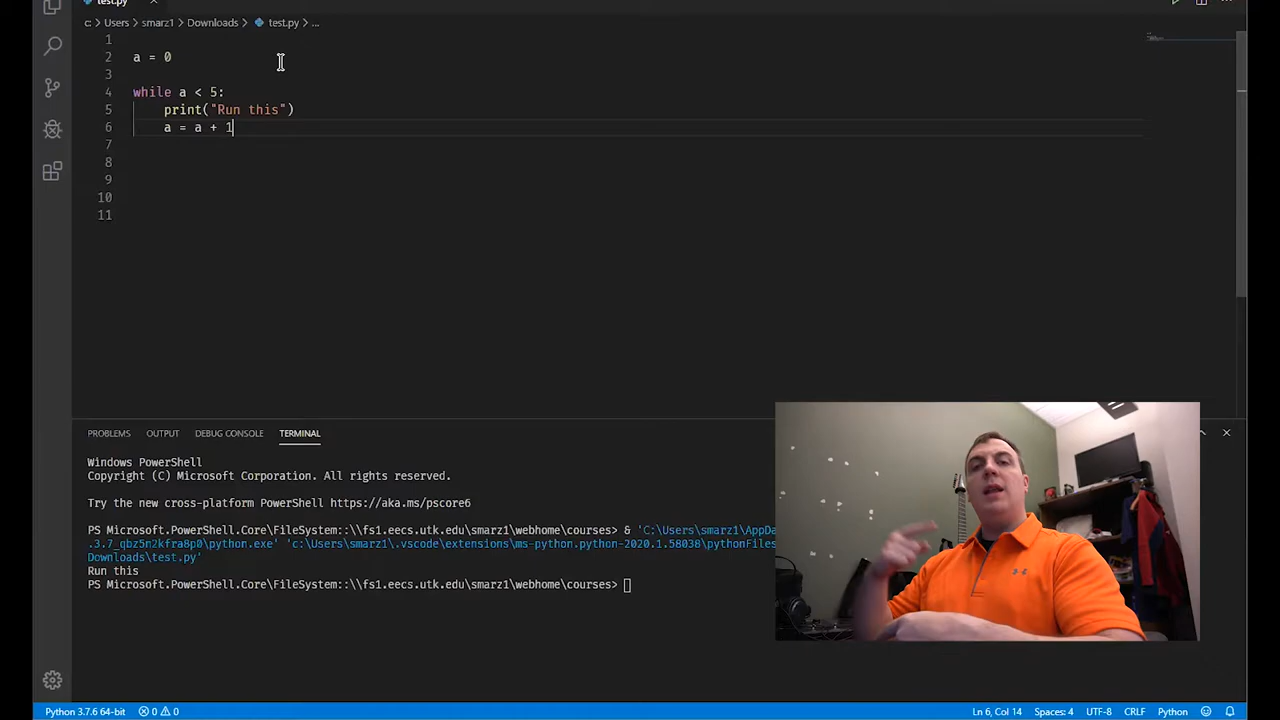 test.py
c: > Users > smarz1 > Downloads > test.py > ...
1
2 a = 0
3
4 while a < 5:
5 print("Run this")
6 a = a + 1
7
8
9
10
11
PROBLEMS OUTPUT DEBUG CONSOLE TERMINAL
Windows PowerShell
Copyright (C) Microsoft Corporation. All rights reserved.
Try the new cross-platform PowerShell https://aka.ms/pscore6
PS Microsoft.PowerShell.Core\FileSystem::\\fs1.eecs.utk.edu\smarz1\webhome\courses> & 'C:\Users\smarz1\AppDa
.3.7_qbz5n2kfra8p0\python.exe' 'c:\Users\smarz1\.vscode\extensions\ms-python.python-2020.1.58038\pythonFiles
Downloads\test.py'
Run this
PS Microsoft.PowerShell.Core\FileSystem::\\fs1.eecs.utk.edu\smarz1\webhome\courses>
Python 3.7.6 64-bit 0 0 Ln 6, Col 14 Spaces: 4 UTF-8 CRLF Python